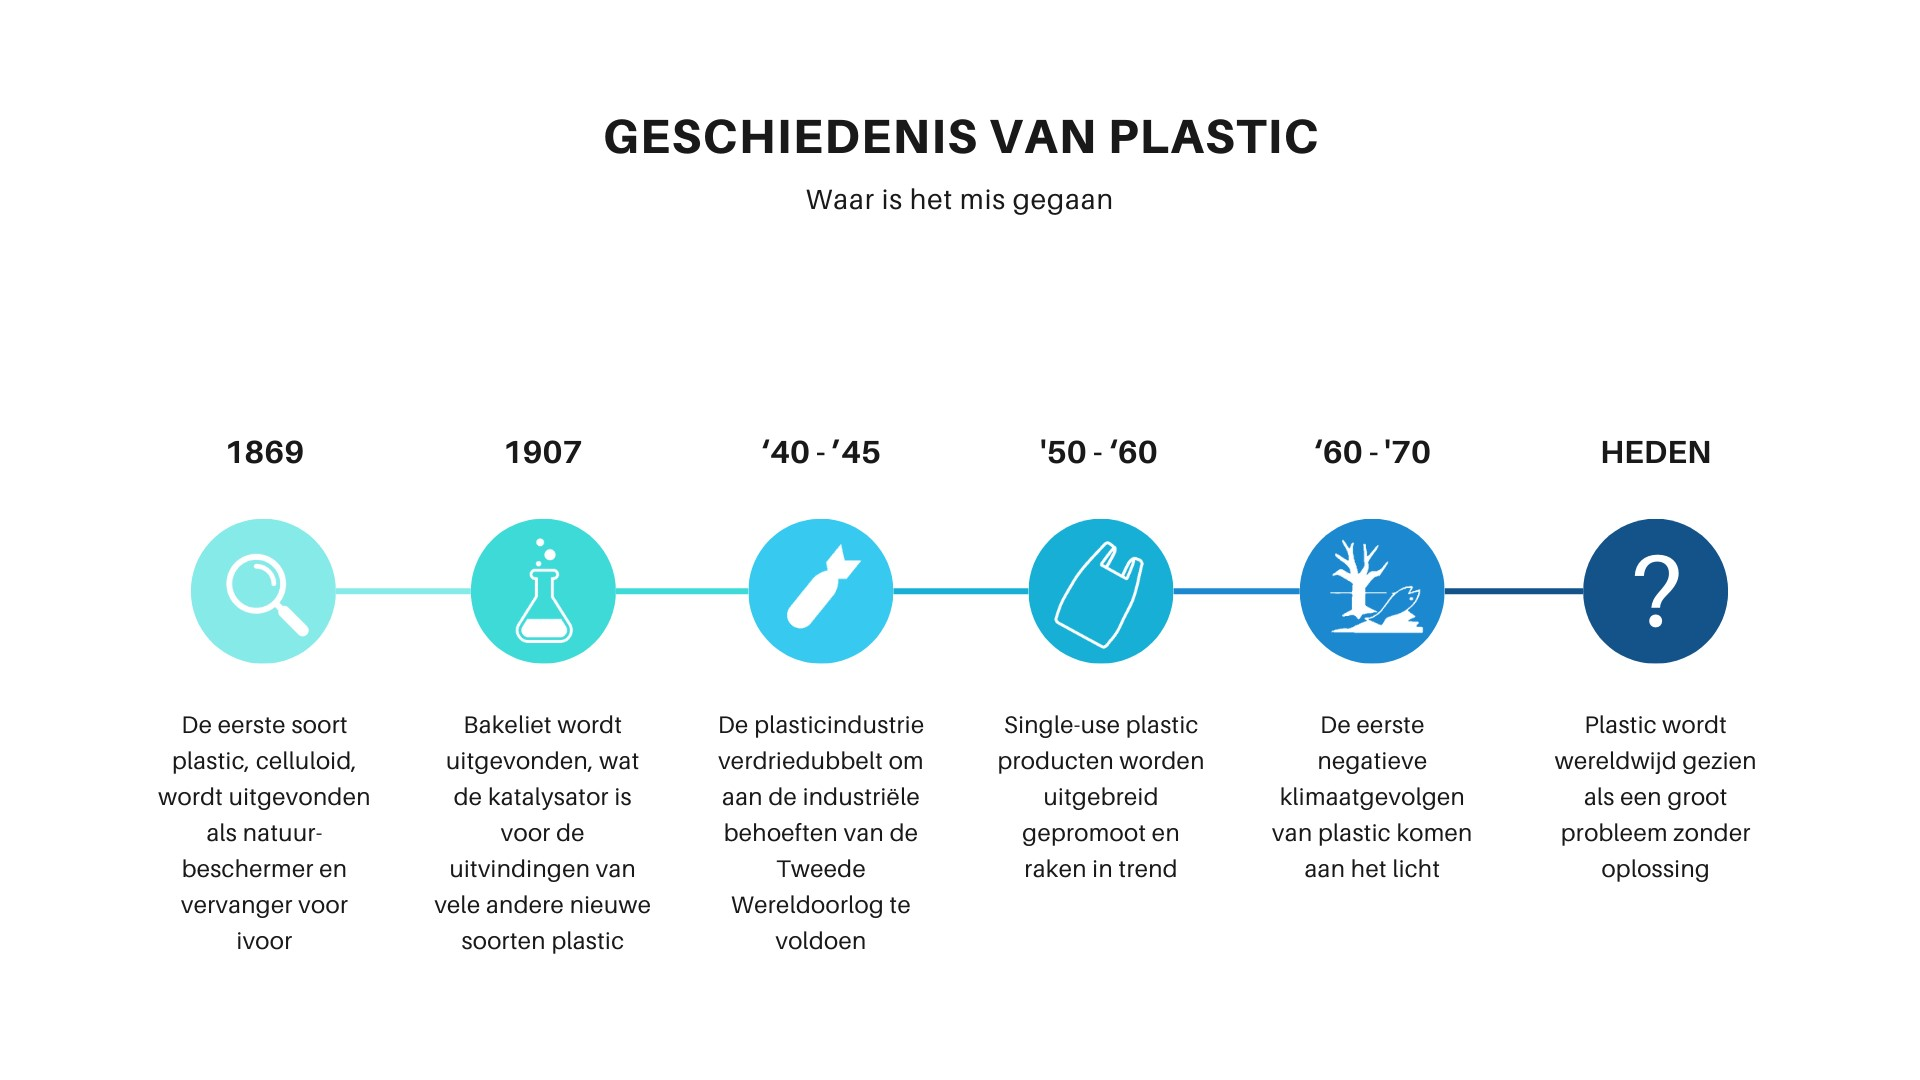 GESCHIEDENIS VAN PLASTIC
Waar is het mis gegaan
1869
De eerste soort
plastic, celluloid,
wordt uitgevonden
als natuur-
beschermer en
vervanger voor
ivoor
1907
Bakeliet wordt
uitgevonden, wat
de katalysator is
voor de
uitvindingen van
vele andere nieuwe
soorten plastic
‘40 - ’45
De plasticindustrie
verdriedubbelt om
aan de industriële
behoeften van de
Tweede
Wereldoorlog te
voldoen
'50 - ‘60
Single-use plastic
producten worden
uitgebreid
gepromoot en
raken in trend
‘60 - '70
De eerste
negatieve
klimaatgevolgen
van plastic komen
aan het licht
HEDEN
?
Plastic wordt
wereldwijd gezien
als een groot
probleem zonder
oplossing